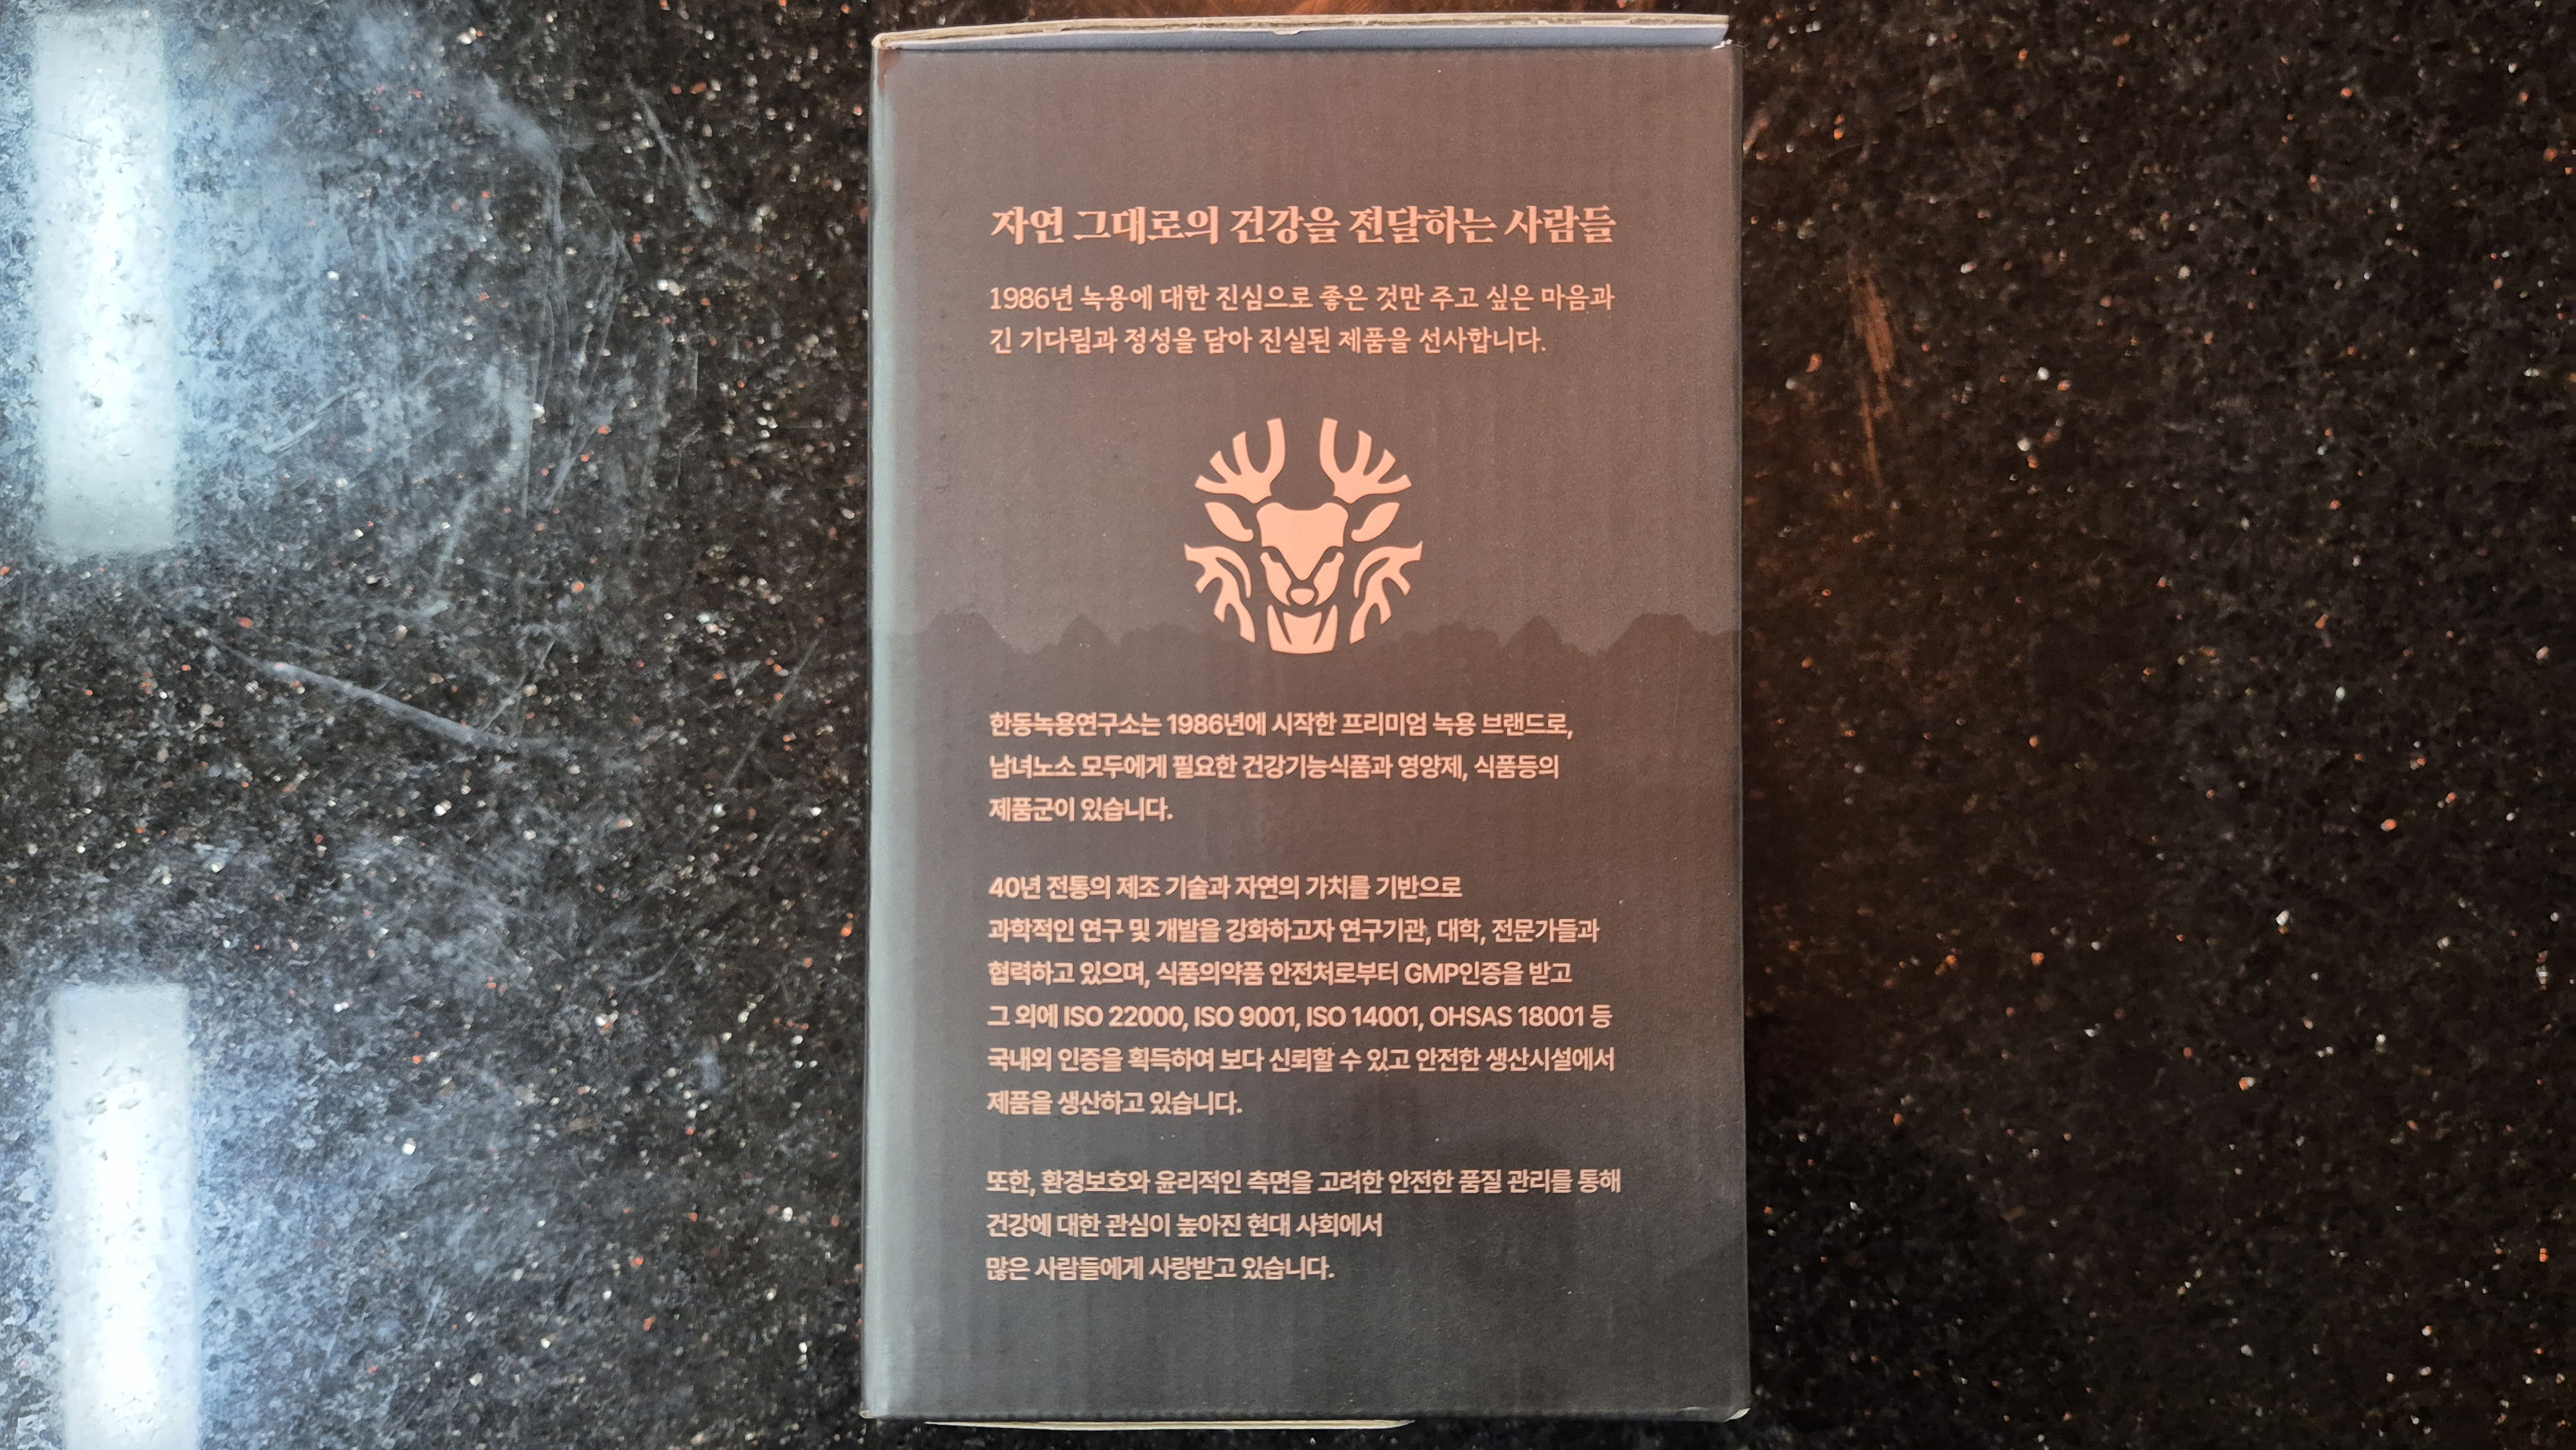 자연 그대로의 건강을 전달하는 사람들
1986년 녹용에 대한 진심으로 좋은 것만 주고 싶은 마음과
긴 기다림과 정성을 담아 진실된 제품을 선사합니다.
한동녹용연구소는 1986년에 시작한 프리미엄 녹용 브랜드로,
남녀노소 모두에게 필요한 건강기능식품과 영양제, 식품등의
제품군이 있습니다.
40년 전통의 제조 기술과 자연의 가치를 기반으로
과학적인 연구 및 개발을 강화하고자 연구기관, 대학, 전문가들과
협력하고 있으며, 식품의약품 안전처로부터 GMP인증을 받고
그 외에 ISO 22000, ISO 9001, ISO 14001, OHSAS 18001 등
국내외 인증을 획득하여 보다 신뢰할 수 있고 안전한 생산시설에서
제품을 생산하고 있습니다.
또한, 환경보호와 윤리적인 측면을 고려한 안전한 품질 관리를 통해
건강에 대한 관심이 높아진 현대 사회에서
많은 사람들에게 사랑받고 있습니다.